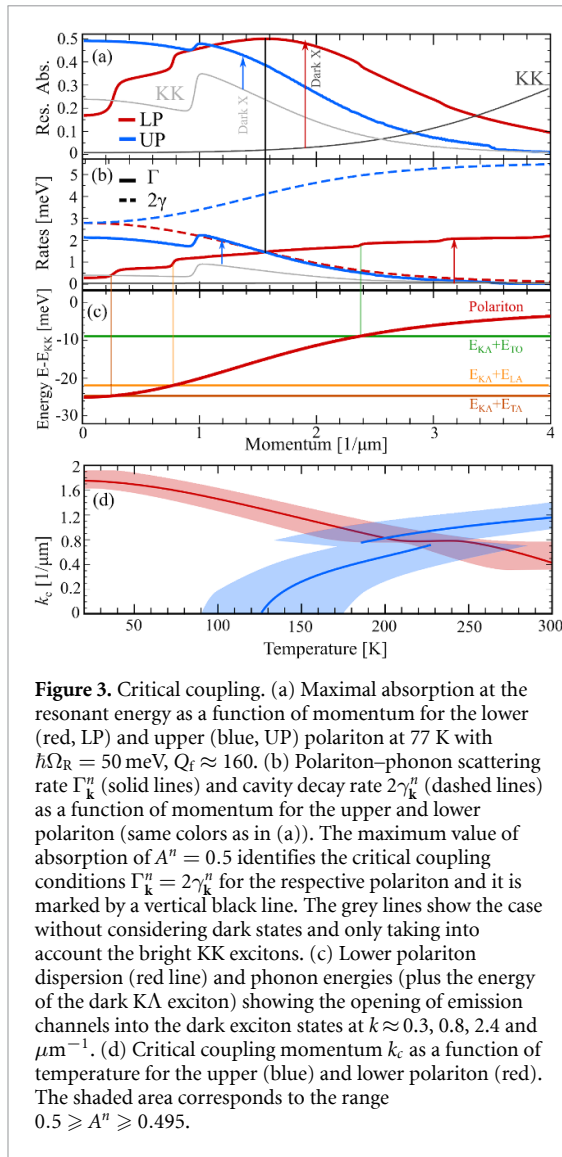 0.5
0.4
0.3
0.2
0.1
0
Res. Abs.
(a)
KK
LP
UP
Dark X
Dark X
KK
5
4
3
2
1
0
Rates [meV]
(b)
Γ
2γ
0
-10
-20
-30
Energy E-E_KK [meV]
(c)
Polariton
E_KΛ+E_TO
E_KΛ+E_LA
E_KΛ+E_TA
0 1 2 3 4
Momentum [1/μm]
2
1.6
1.2
0.8
0.4
0.2
0
k_c [1/μm]
(d)
50 100 150 200 250 300
Temperature [K]
Figure 3. Critical coupling. (a) Maximal absorption at the
resonant energy as a function of momentum for the lower
(red, LP) and upper (blue, UP) polariton at 77 K with
ℏΩ_R = 50 meV, Q_f ≈ 160. (b) Polariton–phonon scattering
rate Γ_k^n (solid lines) and cavity decay rate 2γ_k^n (dashed lines)
as a function of momentum for the upper and lower
polariton (same colors as in (a)). The maximum value of
absorption of A^n = 0.5 identifies the critical coupling
conditions Γ_k^n = 2γ_k^n for the respective polariton and it is
marked by a vertical black line. The grey lines show the case
without considering dark states and only taking into
account the bright KK excitons. (c) Lower polariton
dispersion (red line) and phonon energies (plus the energy
of the dark KΛ exciton) showing the opening of emission
channels into the dark exciton states at k ≈ 0.3, 0.8, 2.4 and
μm^−1. (d) Critical coupling momentum k_c as a function of
temperature for the upper (blue) and lower polariton (red).
The shaded area corresponds to the range
0.5 ⩾ A^n ⩾ 0.495.